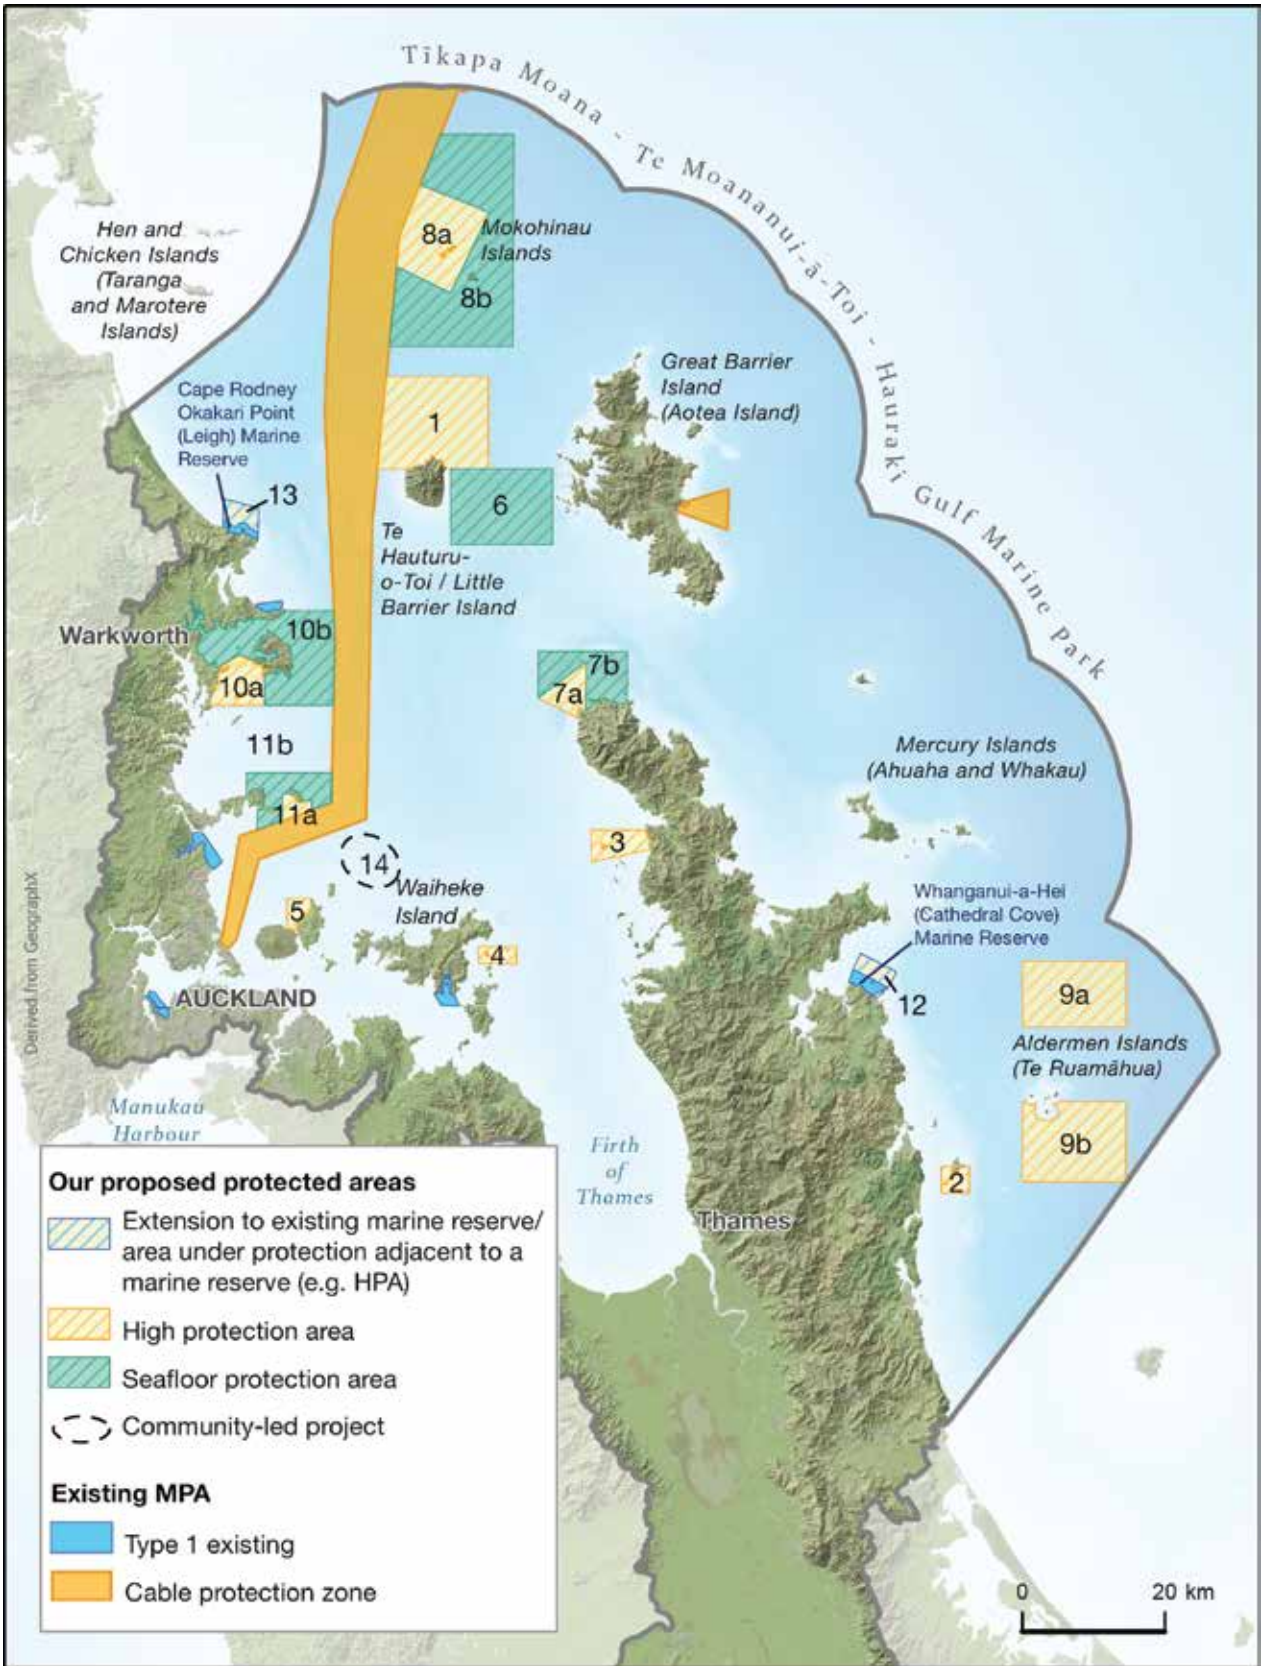 Tīkapa Moana - Te Moananui-ā-Toi - Hauraki Gulf Marine Park
Hen and
Chicken Islands
(Taranga
and Marotere
Islands)
8a
Mokohinau
Islands
8b
Great Barrier
Island
(Aotea Island)
Cape Rodney
Okakari Point
(Leigh) Marine
Reserve
1
13
6
Te
Hauturu-
o-Toi / Little
Barrier Island
Warkworth
10b
10a
7b
7a
11b
Mercury Islands
(Ahuaha and Whakau)
11a
3
14
Waiheke
Island
5
4
Whanganui-a-Hei
(Cathedral Cove)
Marine Reserve
12
9a
AUCKLAND
Aldermen Islands
(Te Ruamāhua)
Derived from GeographX
Manukau
Harbour
Firth
of
Thames
9b
2
Thames
Our proposed protected areas
Extension to existing marine reserve/
area under protection adjacent to a
marine reserve (e.g. HPA)
High protection area
Seafloor protection area
Community-led project
Existing MPA
Type 1 existing
Cable protection zone
0 20 km